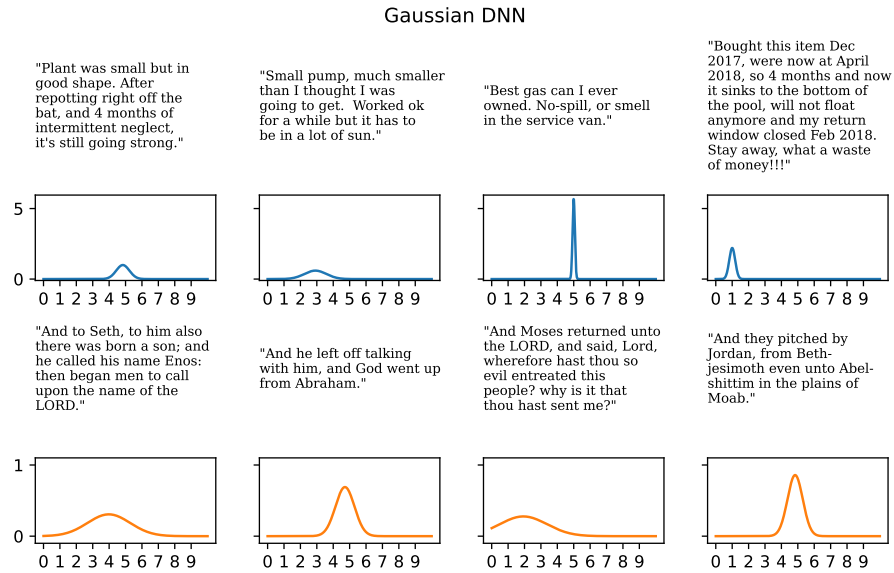 Gaussian DNN
"Plant was small but in
good shape. After
repotting right off the
bat, and 4 months of
intermittent neglect,
it's still going strong."
"Small pump, much smaller
than I thought I was
going to get.  Worked ok
for a while but it has to
be in a lot of sun."
"Best gas can I ever
owned. No-spill, or smell
in the service van."
"Bought this item Dec
2017, were now at April
2018, so 4 months and now
it sinks to the bottom of
the pool, will not float
anymore and my return
window closed Feb 2018.
Stay away, what a waste
of money!!!"
5
0
0 1 2 3 4 5 6 7 8 9
0 1 2 3 4 5 6 7 8 9
0 1 2 3 4 5 6 7 8 9
0 1 2 3 4 5 6 7 8 9
"And to Seth, to him also
there was born a son; and
he called his name Enos:
then began men to call
upon the name of the
LORD."
"And he left off talking
with him, and God went up
from Abraham."
"And Moses returned unto
the LORD, and said, Lord,
wherefore hast thou so
evil entreated this
people? why is it that
thou hast sent me?"
"And they pitched by
Jordan, from Beth-
jesimoth even unto Abel-
shittim in the plains of
Moab."
1
0
0 1 2 3 4 5 6 7 8 9
0 1 2 3 4 5 6 7 8 9
0 1 2 3 4 5 6 7 8 9
0 1 2 3 4 5 6 7 8 9